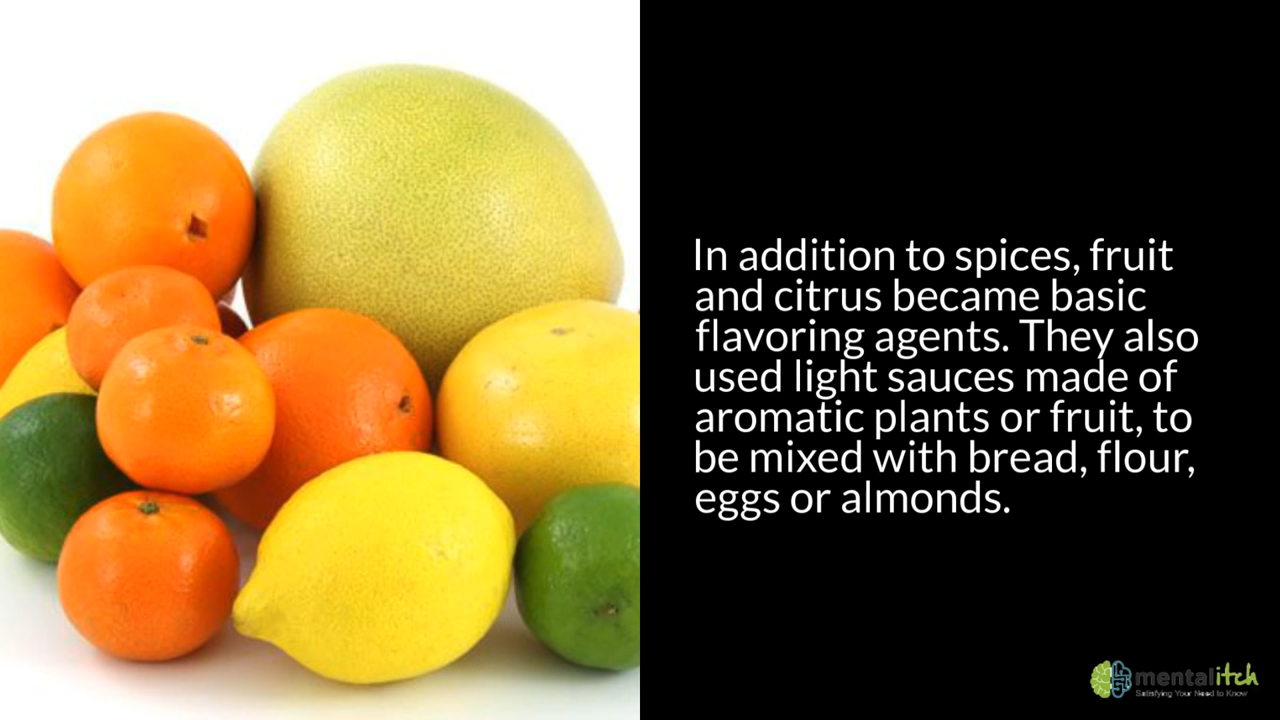 In addition to spices, fruit
and citrus became basic
flavoring agents. They also
used light sauces made of
aromatic plants or fruit, to
be mixed with bread, flour,
eggs or almonds.
mentalitch
Satisfying Your Need to Know